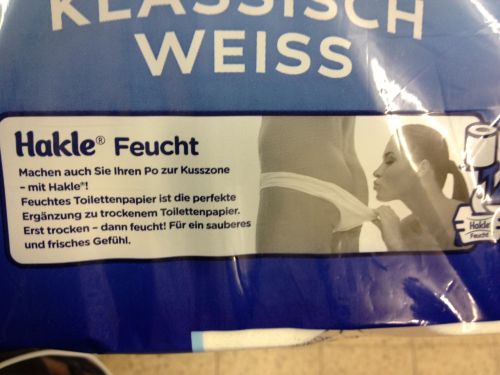 KLASSISCH
WEISS
Hakle® Feucht
Machen auch Sie Ihren Po zur Kusszone
– mit Hakle®!
Feuchtes Toilettenpapier ist die perfekte
Ergänzung zu trockenem Toilettenpapier.
Erst trocken – dann feucht! Für ein sauberes
und frisches Gefühl.
Hakle
Feucht